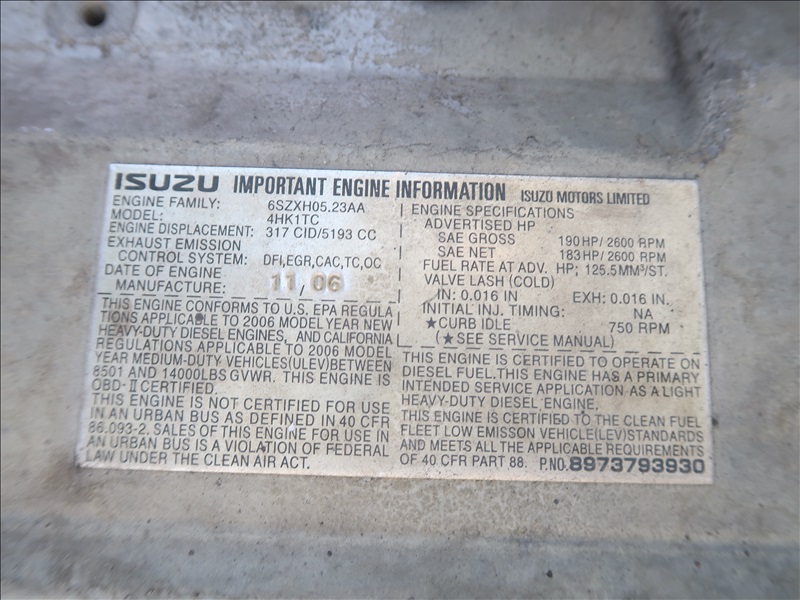 ISUZU IMPORTANT ENGINE INFORMATION ISUZU MOTORS LIMITED
ENGINE FAMILY: 6SZXH05.23AA
MODEL: 4HK1TC
ENGINE DISPLACEMENT: 317 CID/5193 CC
EXHAUST EMISSION
CONTROL SYSTEM: DFI,EGR,CAC,TC,OC
DATE OF ENGINE
MANUFACTURE: 11 / 06
THIS ENGINE CONFORMS TO U.S. EPA REGULA
TIONS APPLICABLE TO 2006 MODEL YEAR NEW
HEAVY-DUTY DIESEL ENGINES, AND CALIFORNIA
REGULATIONS APPLICABLE TO 2006 MODEL
YEAR MEDIUM-DUTY VEHICLES(ULEV)BETWEEN
8501 AND 14000LBS GVWR. THIS ENGINE IS
OBD-II CERTIFIED.
THIS ENGINE IS NOT CERTIFIED FOR USE
IN AN URBAN BUS AS DEFINED IN 40 CFR
86.093-2. SALES OF THIS ENGINE FOR USE IN
AN URBAN BUS IS A VIOLATION OF FEDERAL
LAW UNDER THE CLEAN AIR ACT.
ENGINE SPECIFICATIONS
ADVERTISED HP
SAE GROSS 190 HP/ 2600 RPM
SAE NET 183 HP/ 2600 RPM
FUEL RATE AT ADV. HP; 125.5MM³/ST.
VALVE LASH (COLD)
IN: 0.016 IN EXH: 0.016 IN.
INITIAL INJ. TIMING: NA
★CURB IDLE 750 RPM
(★SEE SERVICE MANUAL)
THIS ENGINE IS CERTIFIED TO OPERATE ON
DIESEL FUEL.THIS ENGINE HAS A PRIMARY
INTENDED SERVICE APPLICATION AS A LIGHT
HEAVY-DUTY DIESEL ENGINE.
THIS ENGINE IS CERTIFIED TO THE CLEAN FUEL
FLEET LOW EMISSION VEHICLE(LEV)STANDARDS
AND MEETS ALL THE APPLICABLE REQUIREMENTS
OF 40 CFR PART 88. P.NO.8973793930